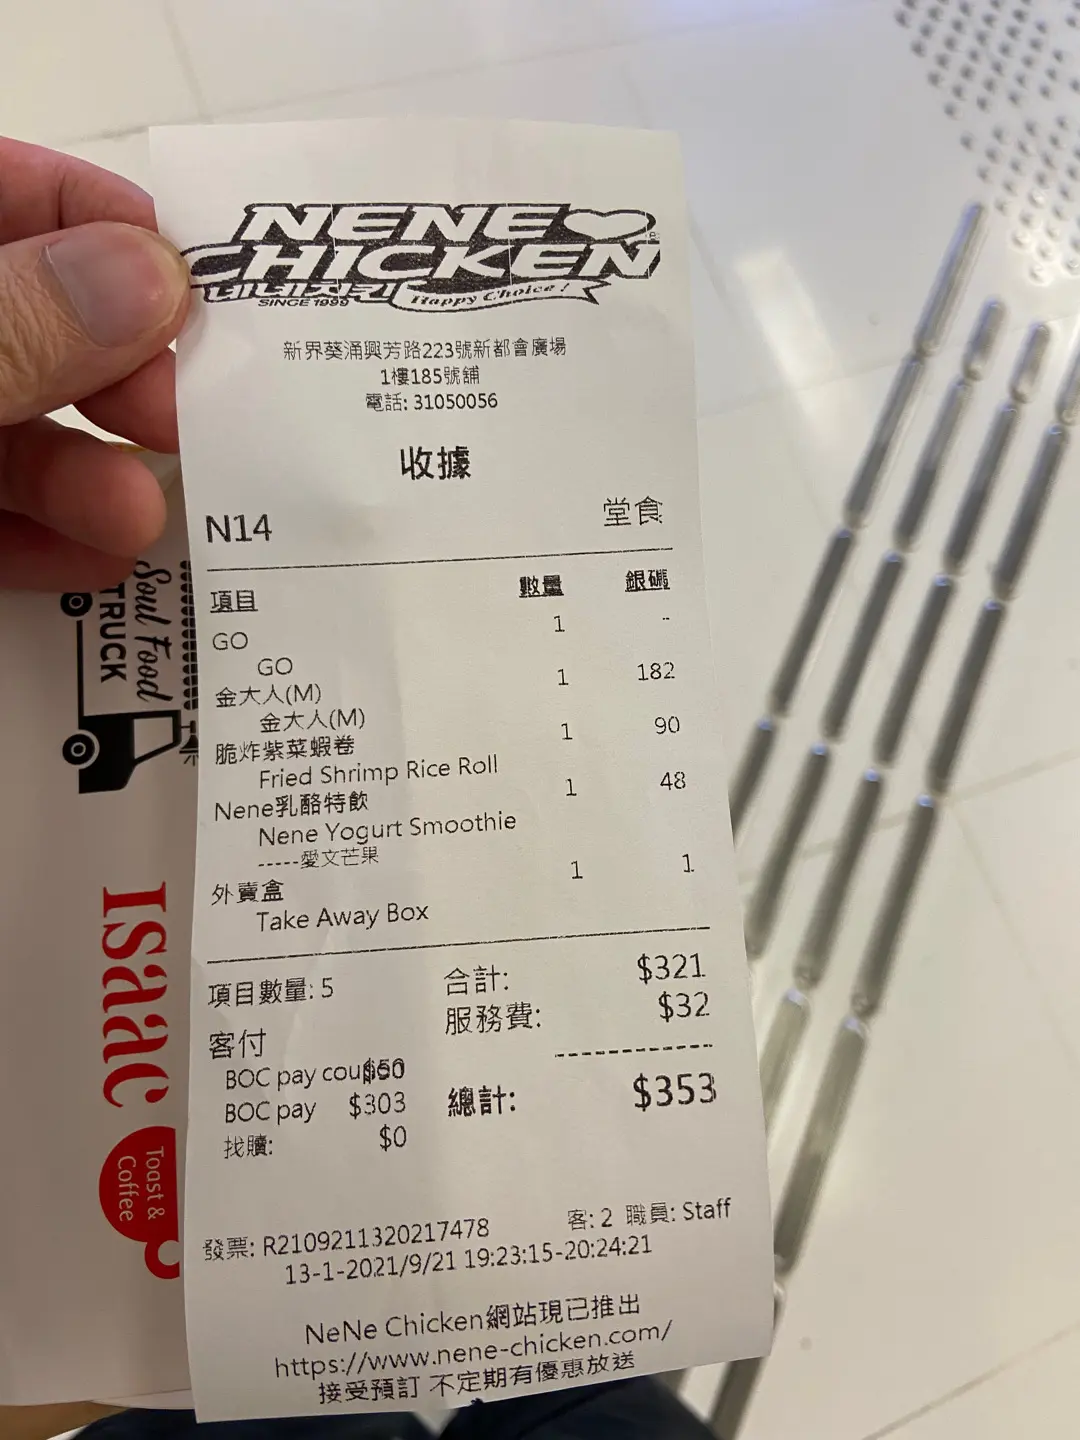 NENE
CHICKEN
네네치킨
SINCE 1999
Happy Choice !
新界葵涌興芳路223號新都會廣場
1樓185號舖
電話: 31050056
收據
N14 堂食
項目 數量 銀碼
GO 1 --
GO
金大人(M) 1 182
金大人(M)
脆炸紫菜蝦卷 1 90
Fried Shrimp Rice Roll
Nene乳酪特飲 1 48
Nene Yogurt Smoothie
-----愛文芒果
外賣盒 1 1
Take Away Box
項目數量: 5 合計: $321
服務費: $32
客付
BOC pay coupon $50
BOC pay $303 總計: $353
找贖: $0
發票: R2109211320217478 客: 2 職員: Staff
13-1-2021/9/21 19:23:15-20:24:21
NeNe Chicken網站現已推出
https://www.nene-chicken.com/
接受預訂 不定期有優惠放送
Soul Food
TRUCK
Isaac
Toast &
Coffee